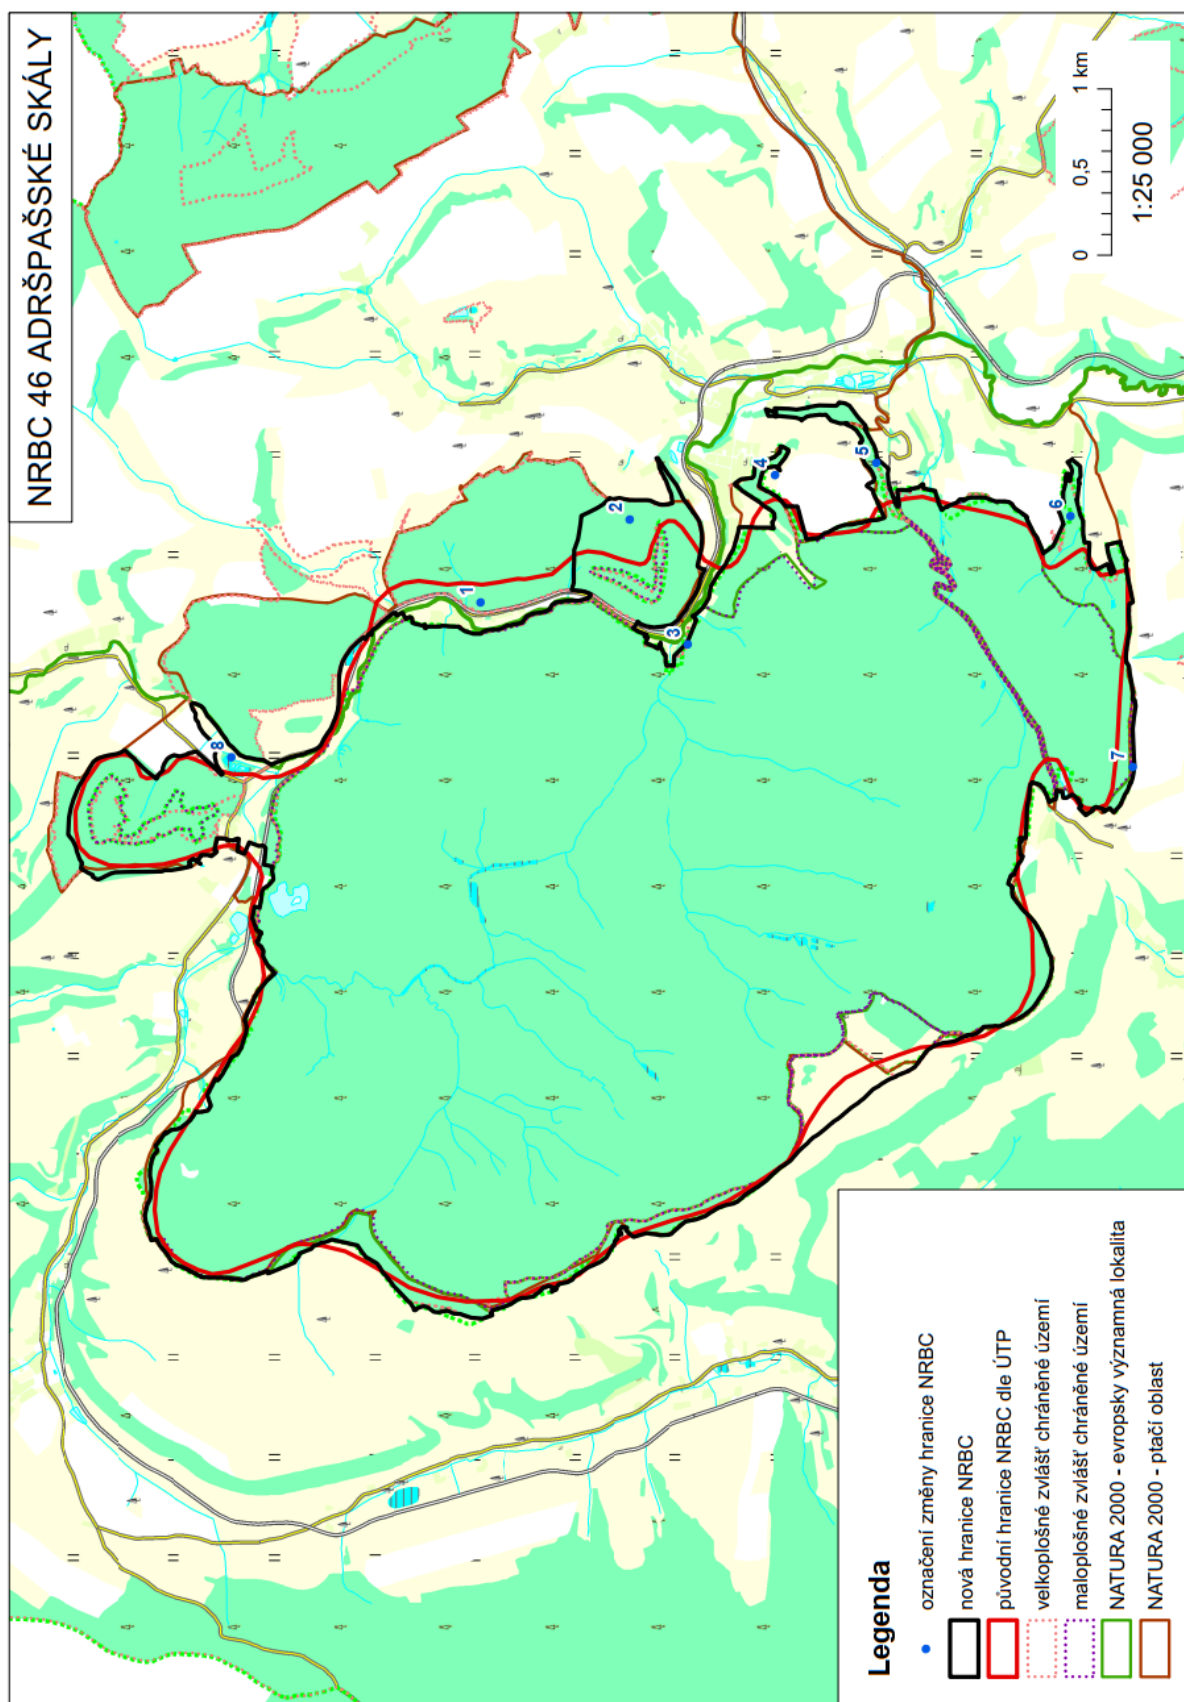 NRBC 46 ADRŠPAŠSKÉ SKÁLY
8
1
2
3
4
5
6
7
0 0,5 1 km
1:25 000
Legenda
označení změny hranice NRBC
nová hranice NRBC
původní hranice NRBC dle ÚTP
velkoplošné zvlášť chráněné území
maloplošné zvlášť chráněné území
NATURA 2000 - evropsky významná lokalita
NATURA 2000 - ptačí oblast